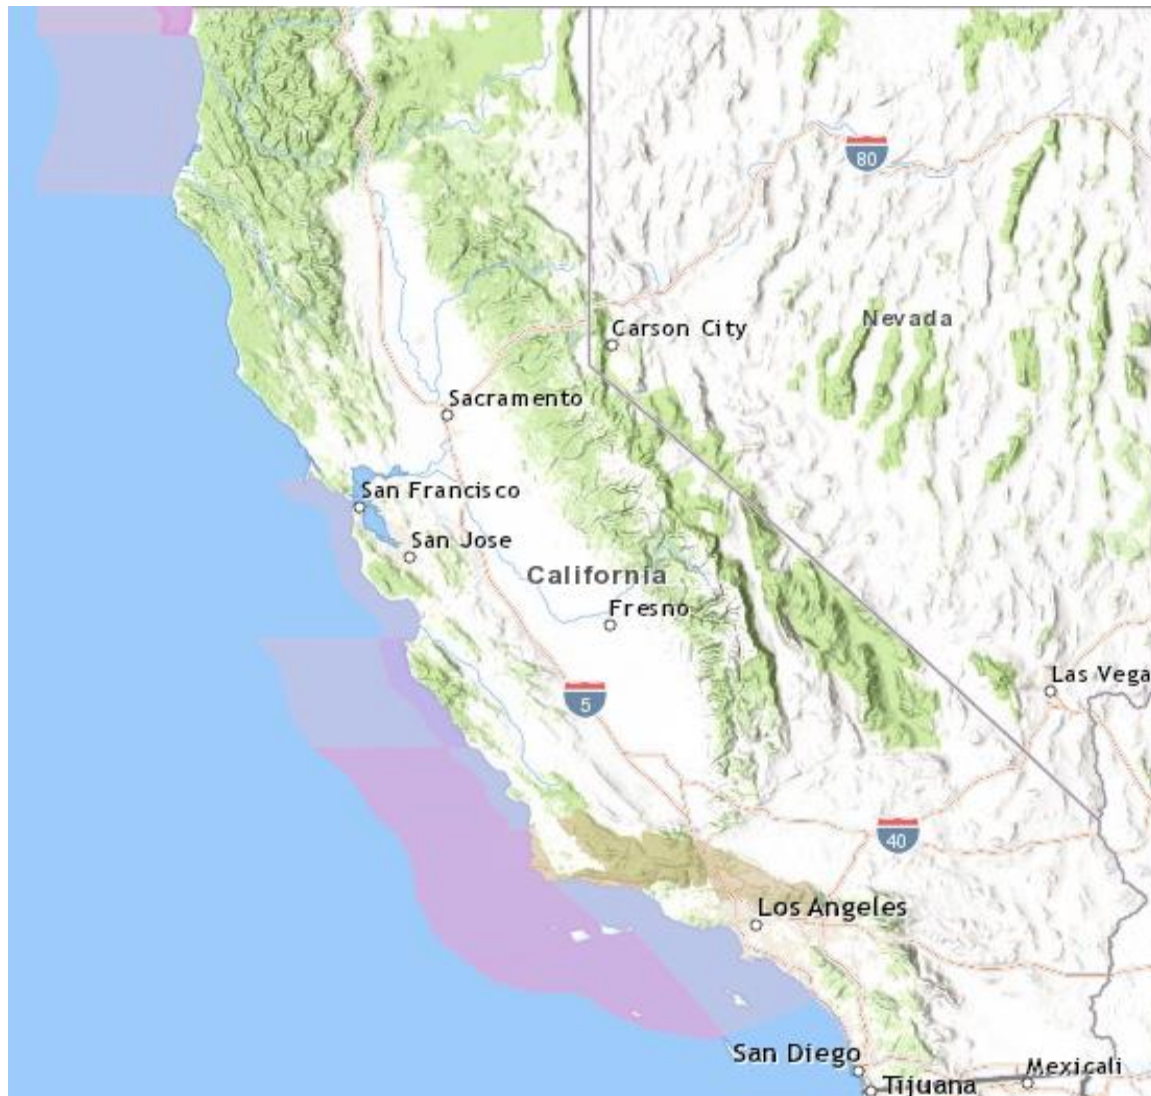 80
Nevada
Carson City
Sacramento
San Francisco
San Jose
California
Fresno
Las Vega
5
40
Los Angeles
San Diego
Mexicali
Tijuana